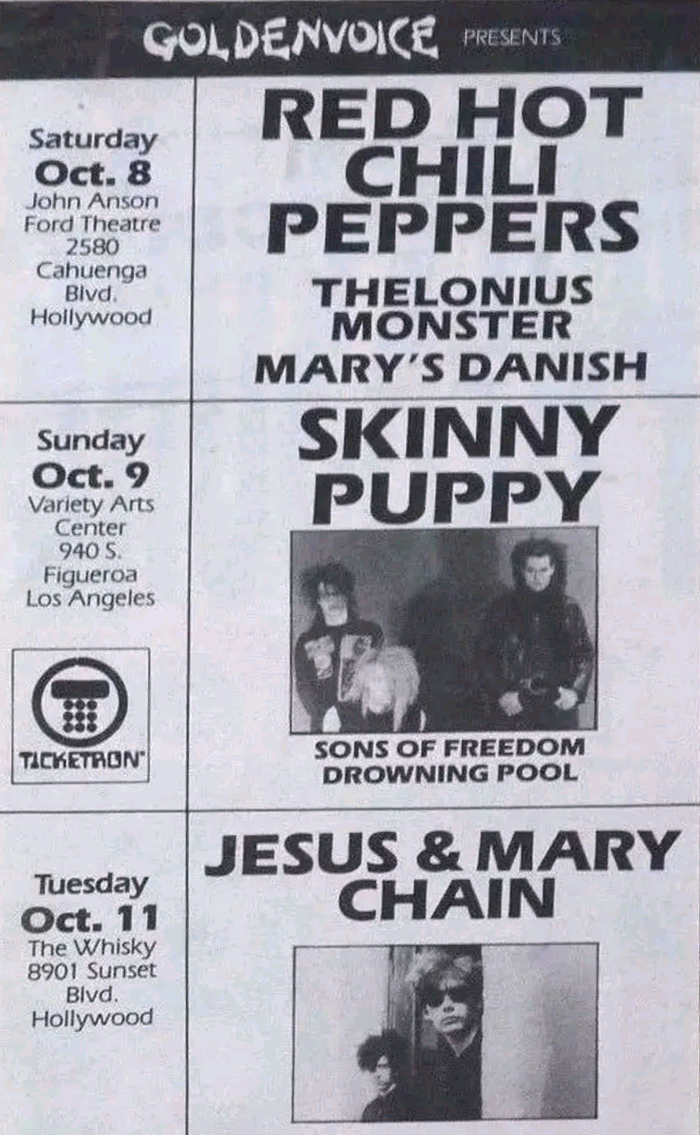 GOLDENVOICE PRESENTS
Saturday
Oct. 8
John Anson
Ford Theatre
2580
Cahuenga
Blvd.
Hollywood
RED HOT
CHILI
PEPPERS
THELONIUS
MONSTER
MARY'S DANISH
Sunday
Oct. 9
Variety Arts
Center
940 S.
Figueroa
Los Angeles
TICKETRON
SKINNY
PUPPY
SONS OF FREEDOM
DROWNING POOL
Tuesday
Oct. 11
The Whisky
8901 Sunset
Blvd.
Hollywood
JESUS & MARY
CHAIN